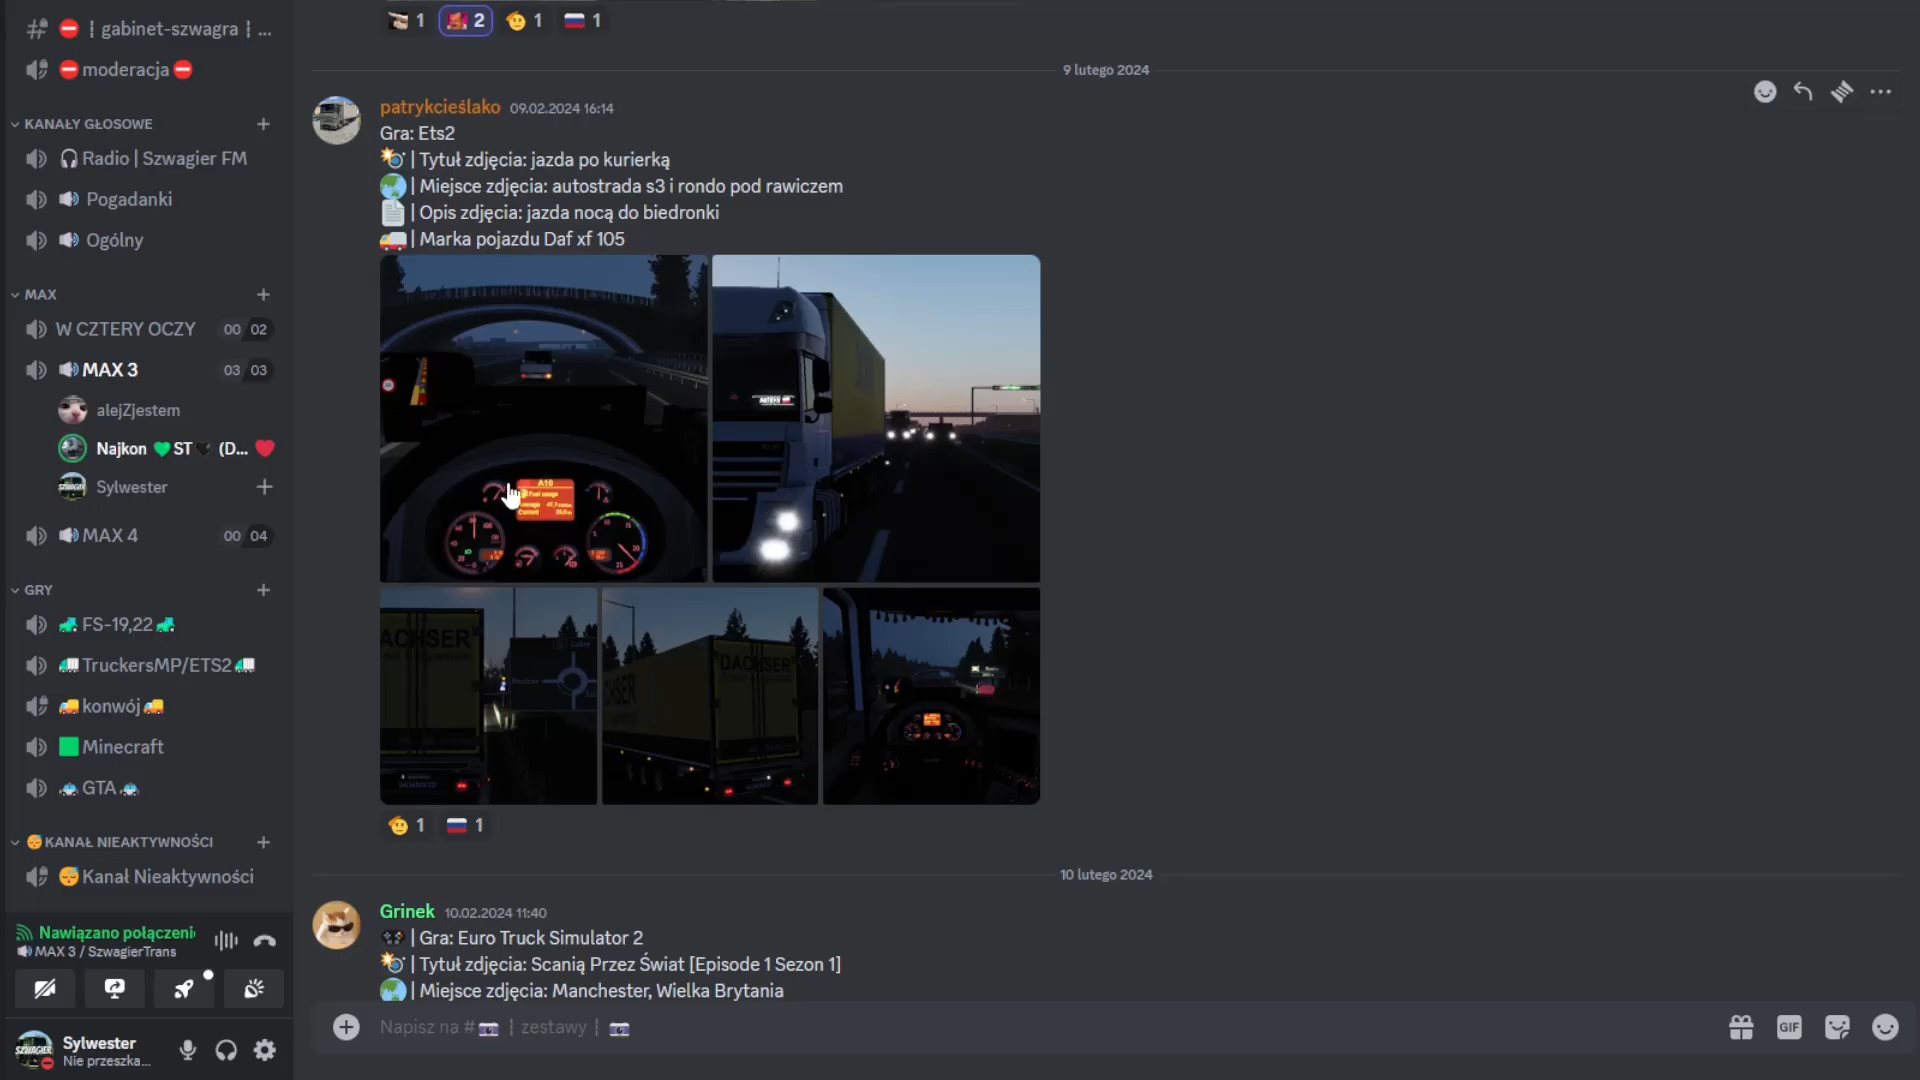 gabinet-szwagra ¦ ...
moderacja
KANAŁY GŁOSOWE
Radio | Szwagier FM
Pogadanki
Ogólny
MAX
W CZTERY OCZY 00 02
MAX 3 03 03
alejZjestem
Najkon ST (D...
Sylwester
MAX 4 00 04
GRY
FS-19,22
TruckersMP/ETS2
konwój
Minecraft
GTA
KANAŁ NIEAKTYWNOŚCI
Kanał Nieaktywności
Nawiązano połączeni
MAX 3 / SzwagierTrans
Sylwester
Nie przeszka...
1 2 1 1
9 lutego 2024
patrykcieślako 09.02.2024 16:14
Gra: Ets2
| Tytuł zdjęcia: jazda po kurierką
| Miejsce zdjęcia: autostrada s3 i rondo pod rawiczem
| Opis zdjęcia: jazda nocą do biedronki
| Marka pojazdu Daf xf 105
A10
Fuel usage
DACHSER
DACHSER
1 1
10 lutego 2024
Grinek 10.02.2024 11:40
| Gra: Euro Truck Simulator 2
| Tytuł zdjęcia: Scanią Przez Świat [Episode 1 Sezon 1]
| Miejsce zdjęcia: Manchester, Wielka Brytania
Napisz na # ¦ zestawy ¦
GIF